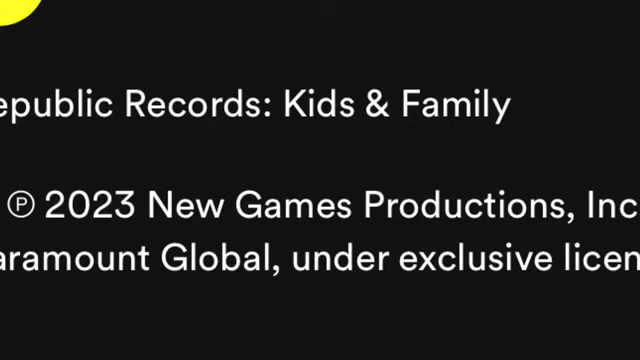 epublic Records: Kids & Family
℗ 2023 New Games Productions, Inc
aramount Global, under exclusive licen